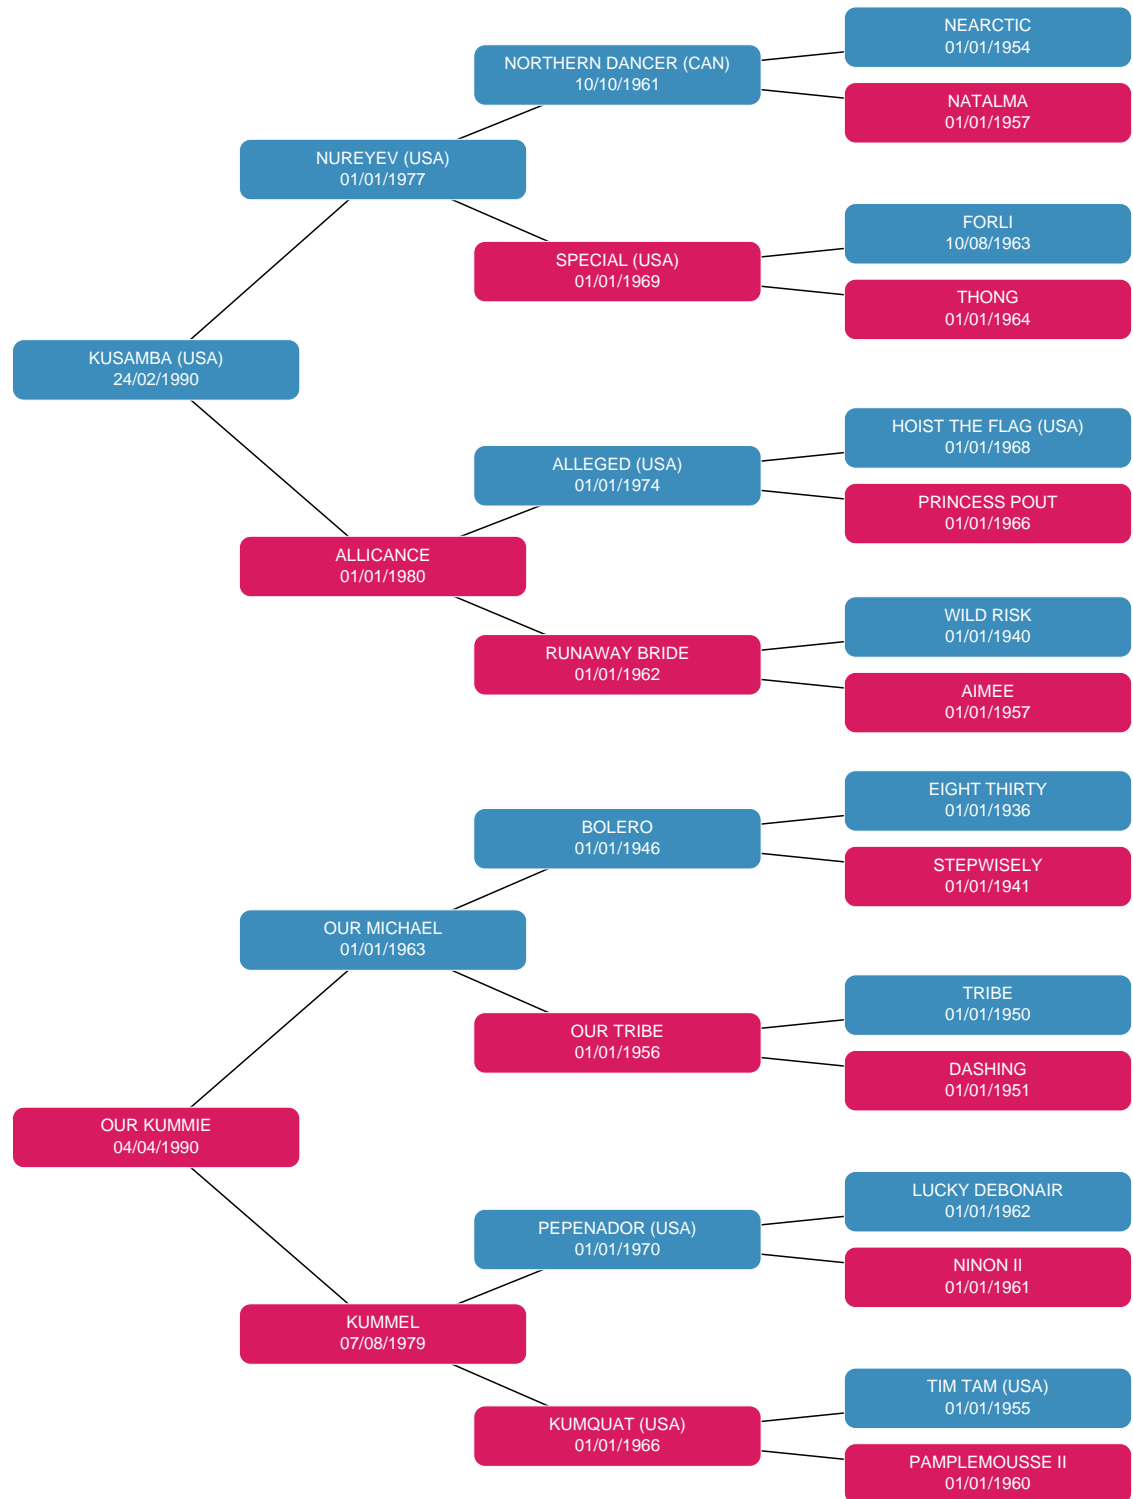 NEARCTIC
01/01/1954
NORTHERN DANCER (CAN)
10/10/1961
NATALMA
01/01/1957
NUREYEV (USA)
01/01/1977
FORLI
10/08/1963
SPECIAL (USA)
01/01/1969
THONG
01/01/1964
KUSAMBA (USA)
24/02/1990
HOIST THE FLAG (USA)
01/01/1968
ALLEGED (USA)
01/01/1974
PRINCESS POUT
01/01/1966
ALLICANCE
01/01/1980
WILD RISK
01/01/1940
RUNAWAY BRIDE
01/01/1962
AIMEE
01/01/1957
EIGHT THIRTY
01/01/1936
BOLERO
01/01/1946
STEPWISELY
01/01/1941
OUR MICHAEL
01/01/1963
TRIBE
01/01/1950
OUR TRIBE
01/01/1956
DASHING
01/01/1951
OUR KUMMIE
04/04/1990
LUCKY DEBONAIR
01/01/1962
PEPENADOR (USA)
01/01/1970
NINON II
01/01/1961
KUMMEL
07/08/1979
TIM TAM (USA)
01/01/1955
KUMQUAT (USA)
01/01/1966
PAMPLEMOUSSE II
01/01/1960